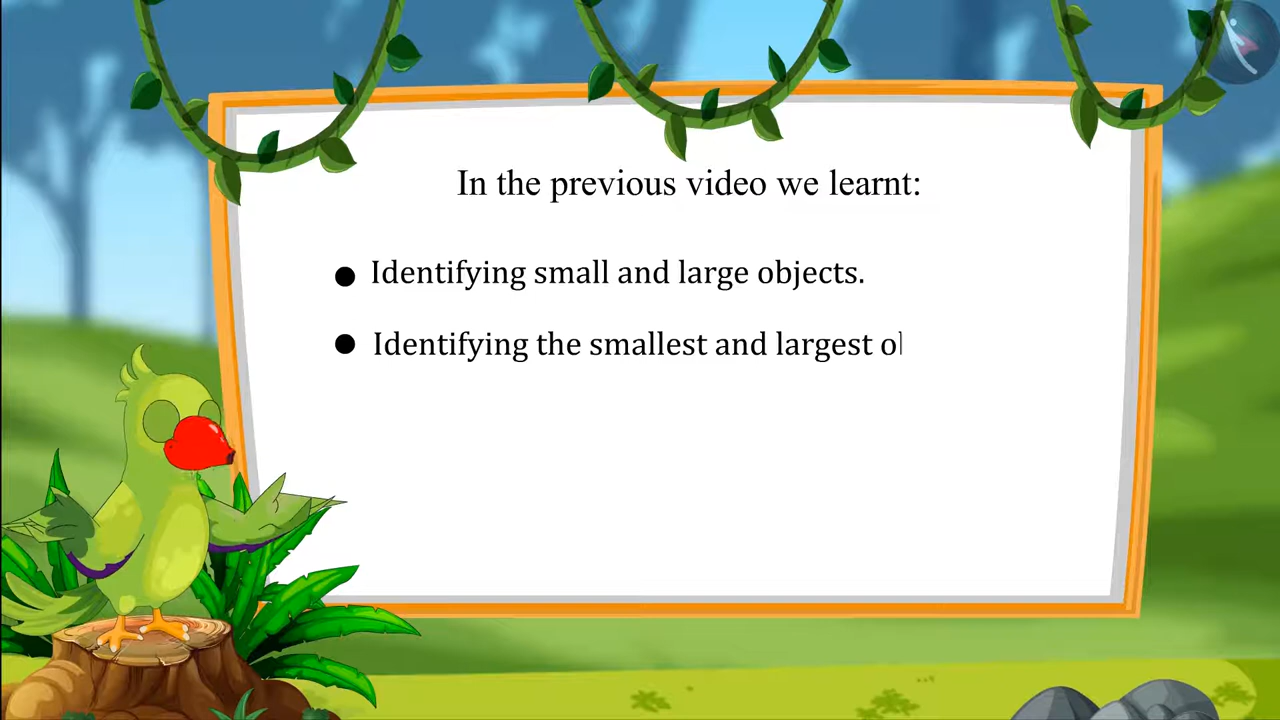 In the previous video we learnt:
● Identifying small and large objects.
● Identifying the smallest and largest